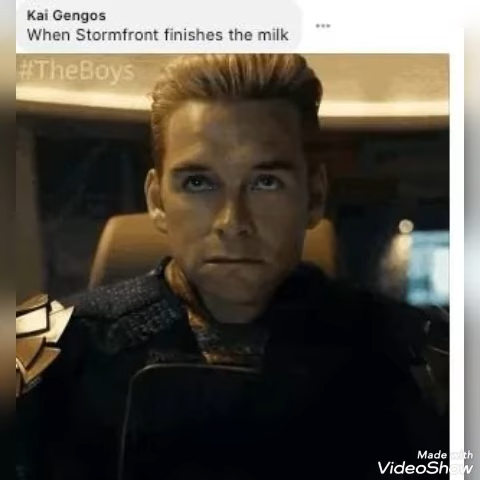 Kai Gengos
When Stormfront finishes the milk
#TheBoys
Made with
VideoShow